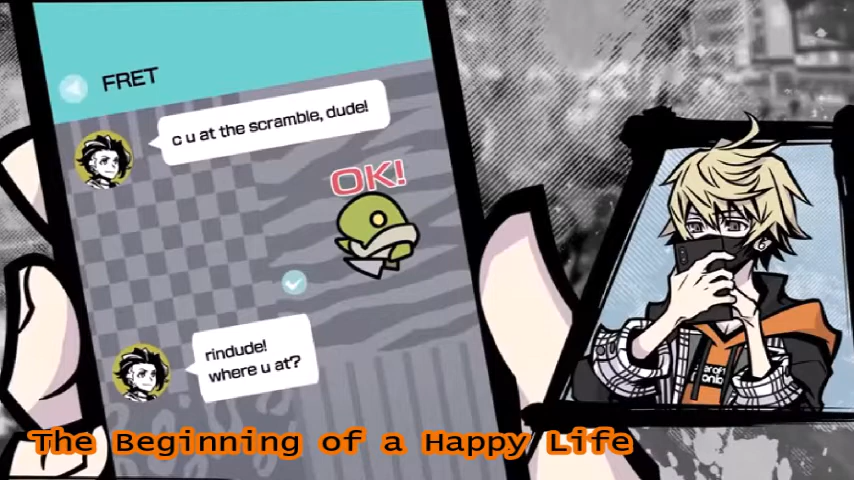 FRET
c u at the scramble, dude!
OK!
rindude!
where u at?
The Beginning of a Happy Life